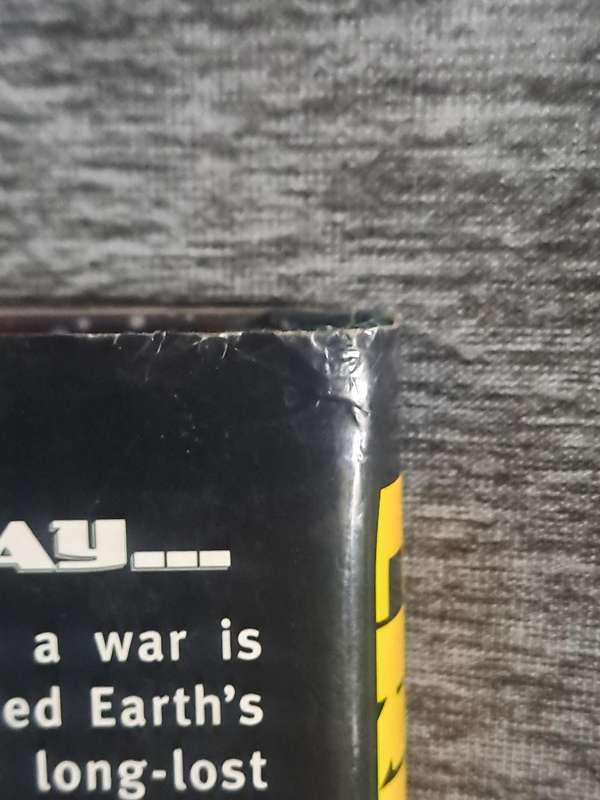 AY...
a war is
ed Earth's
long-lost